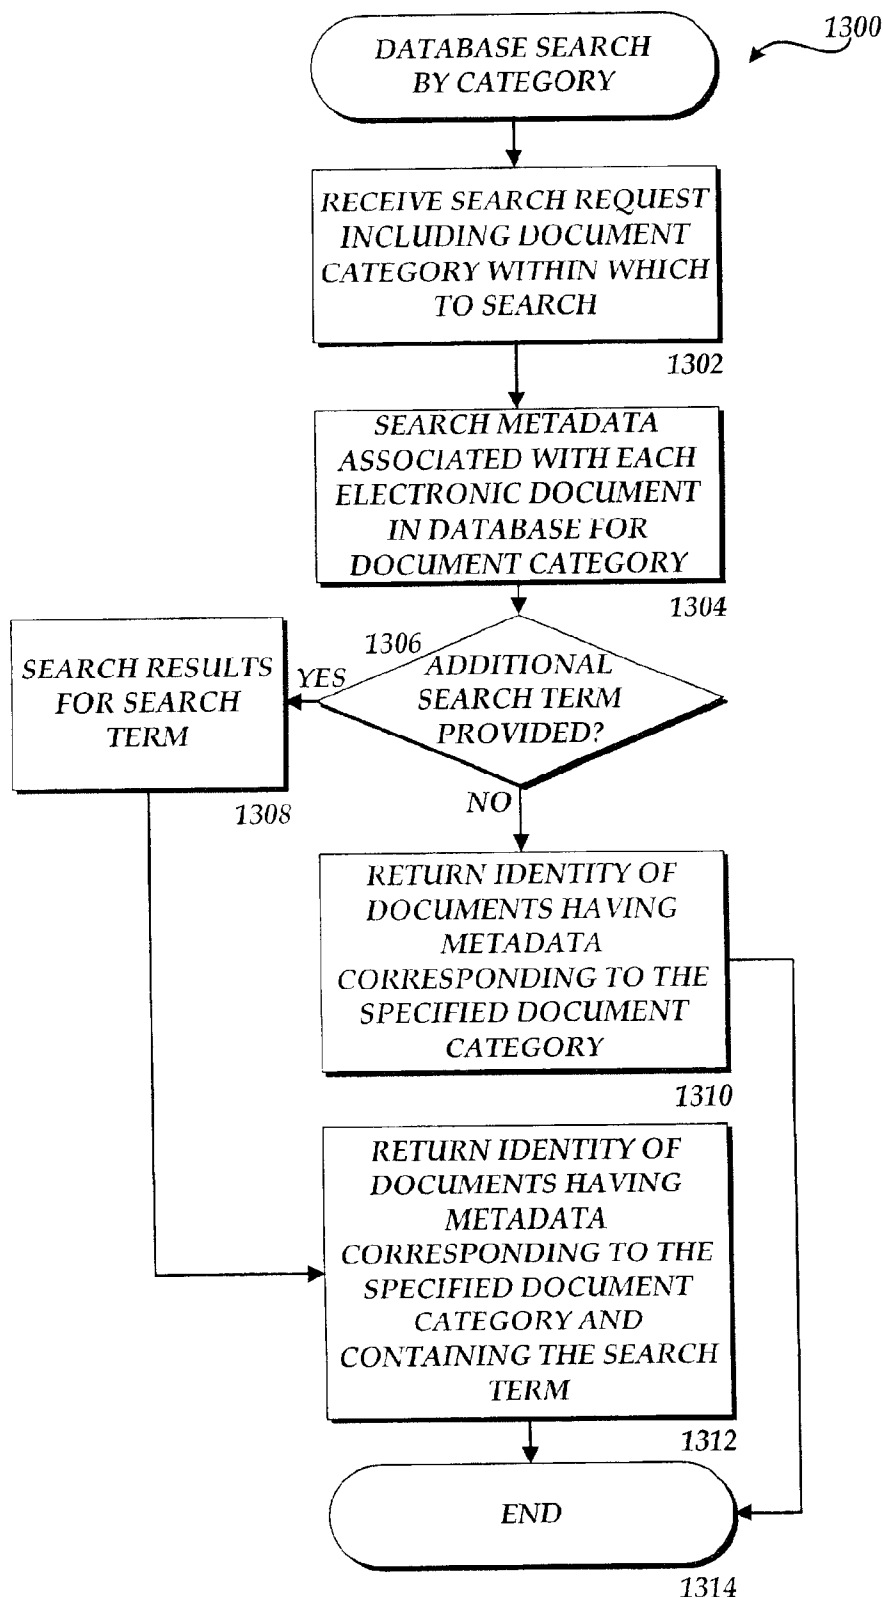 1300
DATABASE SEARCH
BY CATEGORY
RECEIVE SEARCH REQUEST
INCLUDING DOCUMENT
CATEGORY WITHIN WHICH
TO SEARCH
1302
SEARCH METADATA
ASSOCIATED WITH EACH
ELECTRONIC DOCUMENT
IN DATABASE FOR
DOCUMENT CATEGORY
1304
1306
ADDITIONAL
SEARCH TERM
PROVIDED?
YES
SEARCH RESULTS
FOR SEARCH
TERM
1308
NO
RETURN IDENTITY OF
DOCUMENTS HAVING
METADATA
CORRESPONDING TO THE
SPECIFIED DOCUMENT
CATEGORY
1310
RETURN IDENTITY OF
DOCUMENTS HAVING
METADATA
CORRESPONDING TO THE
SPECIFIED DOCUMENT
CATEGORY AND
CONTAINING THE SEARCH
TERM
1312
END
1314